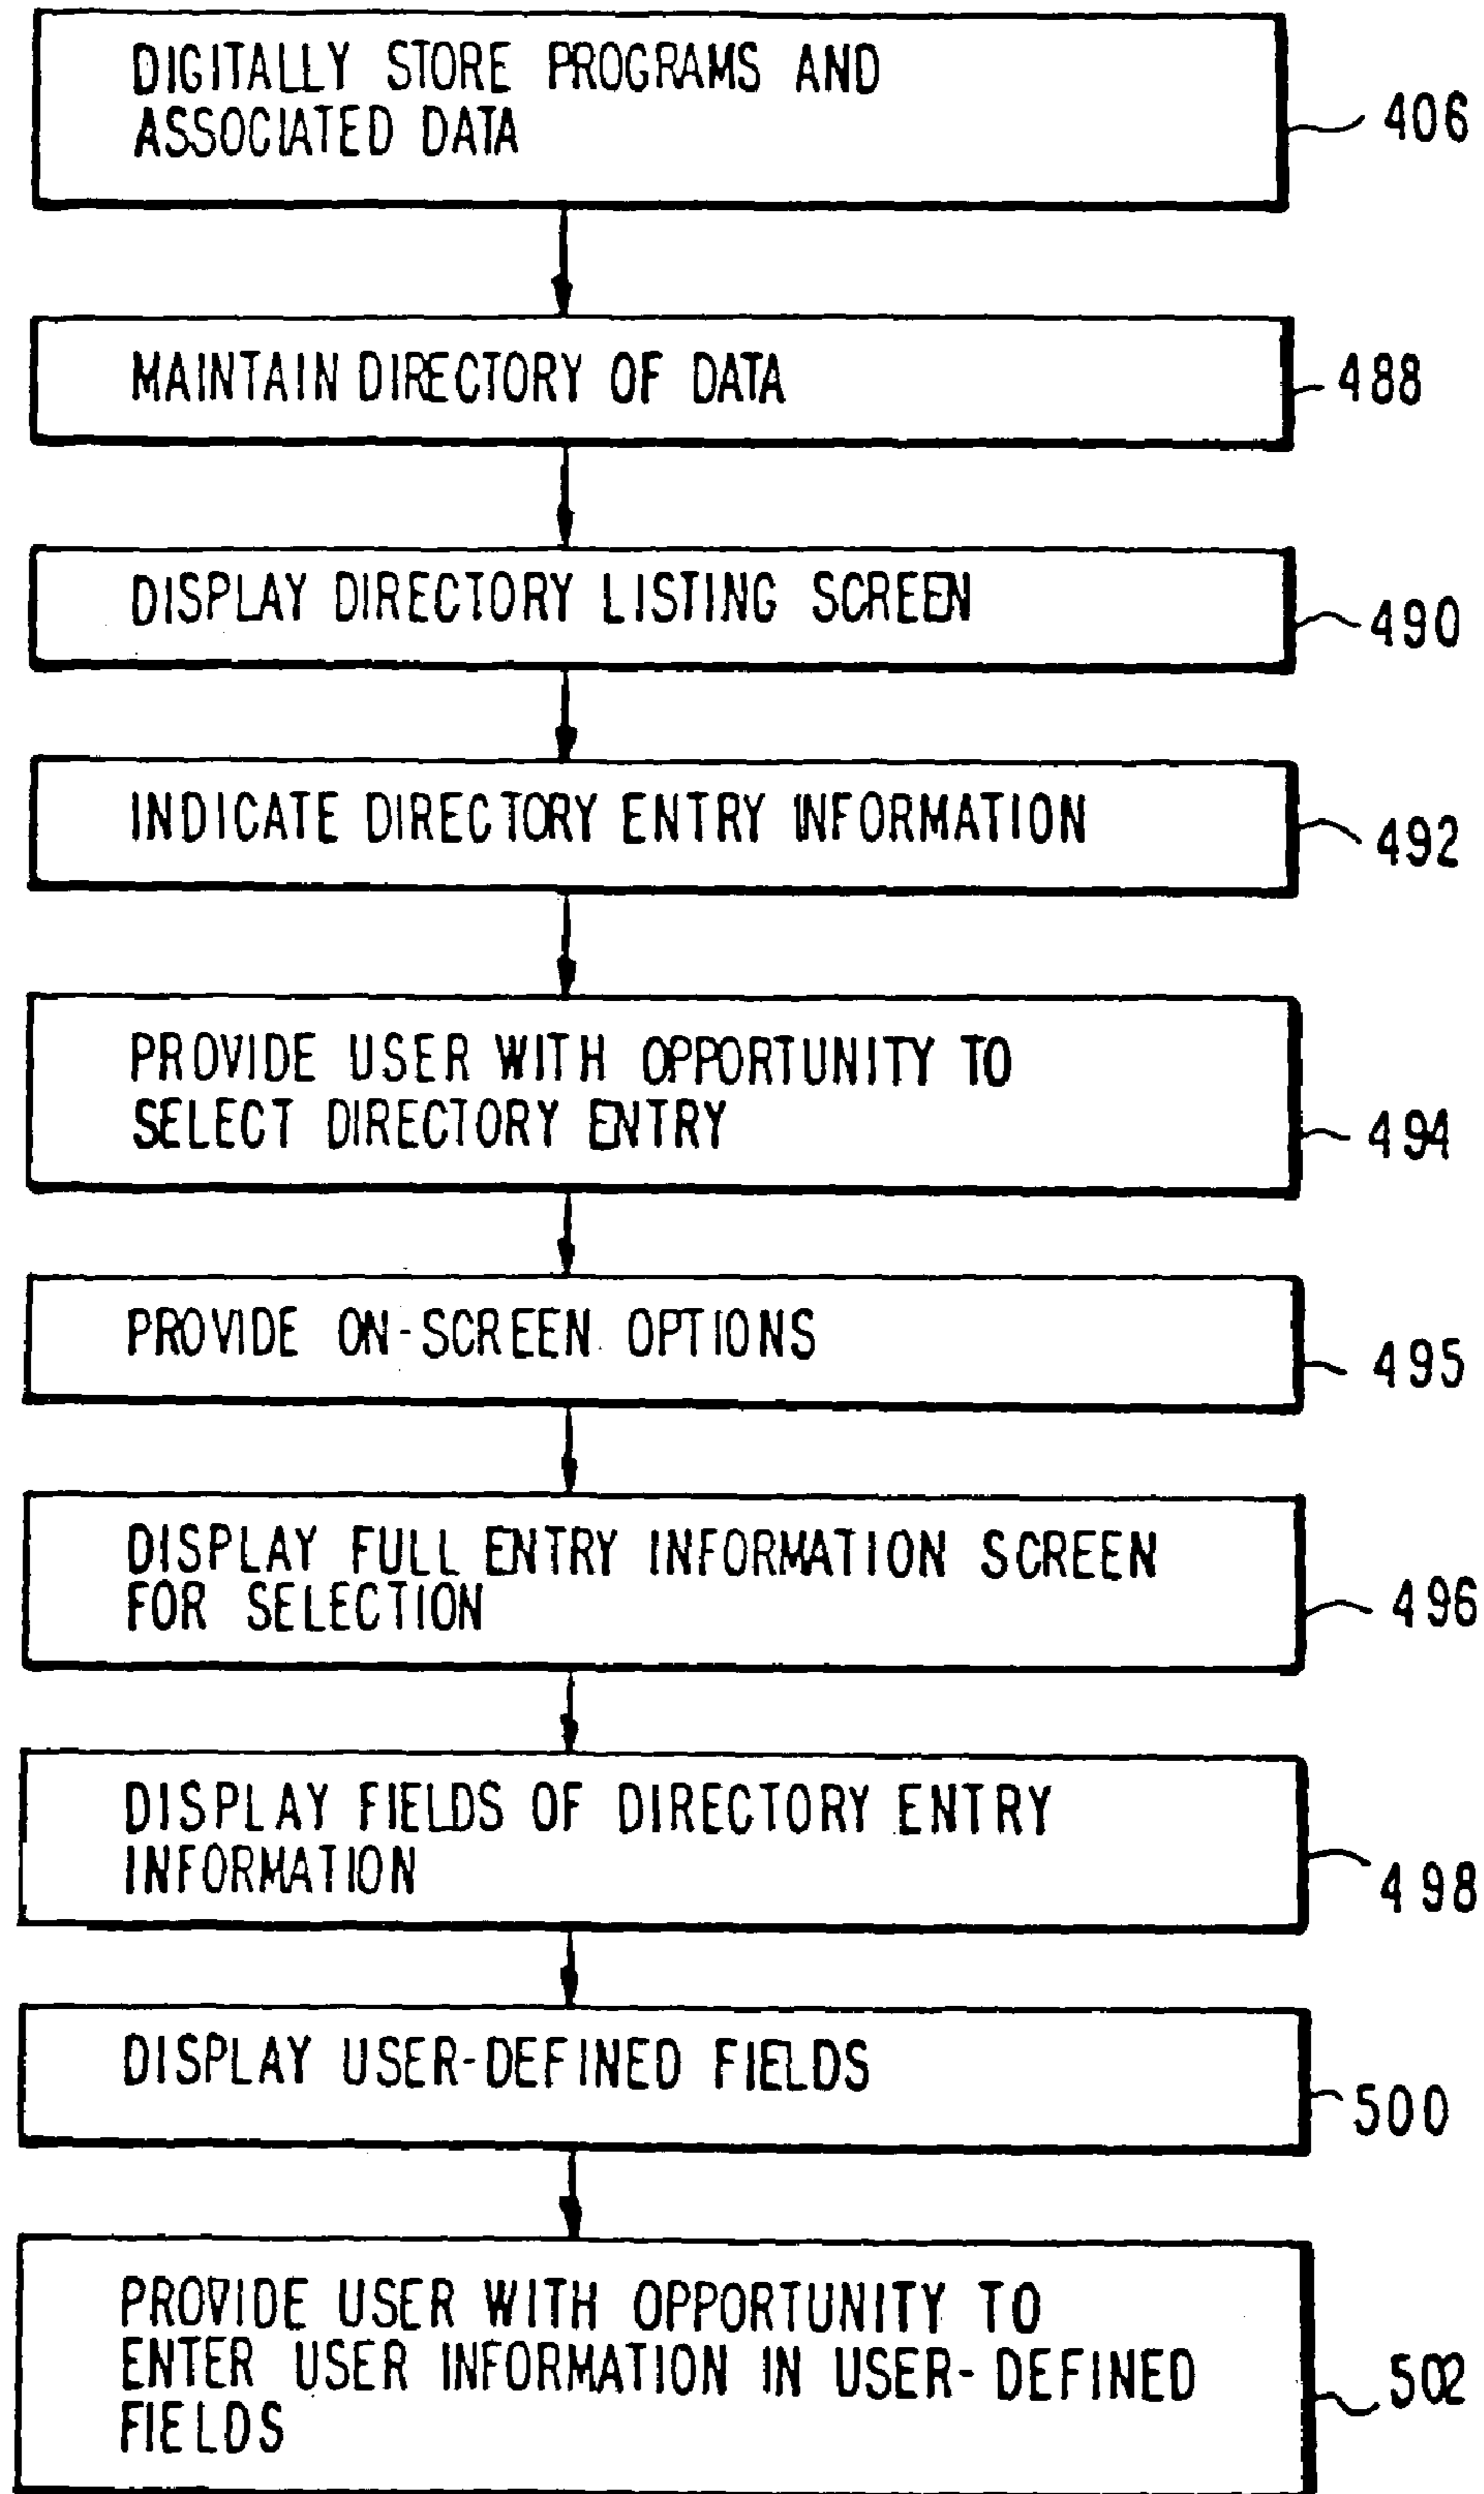 DIGITALLY STORE PROGRAMS AND
ASSOCIATED DATA
406
MAINTAIN DIRECTORY OF DATA
488
DISPLAY DIRECTORY LISTING SCREEN
490
INDICATE DIRECTORY ENTRY INFORMATION
492
PROVIDE USER WITH OPPORTUNITY TO
SELECT DIRECTORY ENTRY
494
PROVIDE ON-SCREEN OPTIONS
495
DISPLAY FULL ENTRY INFORMATION SCREEN
FOR SELECTION
496
DISPLAY FIELDS OF DIRECTORY ENTRY
INFORMATION
498
DISPLAY USER-DEFINED FIELDS
500
PROVIDE USER WITH OPPORTUNITY TO
ENTER USER INFORMATION IN USER-DEFINED
FIELDS
502